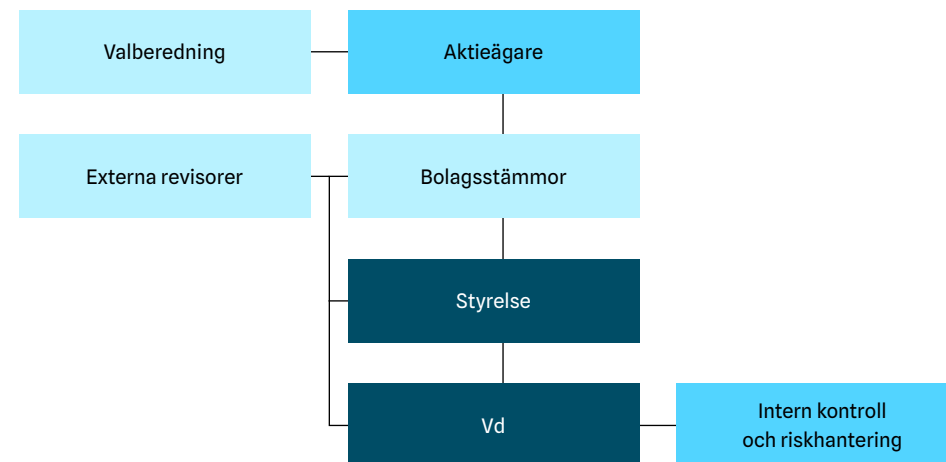 Valberedning
Aktieägare
Externa revisorer
Bolagsstämmor
Styrelse
Vd
Intern kontroll
och riskhantering